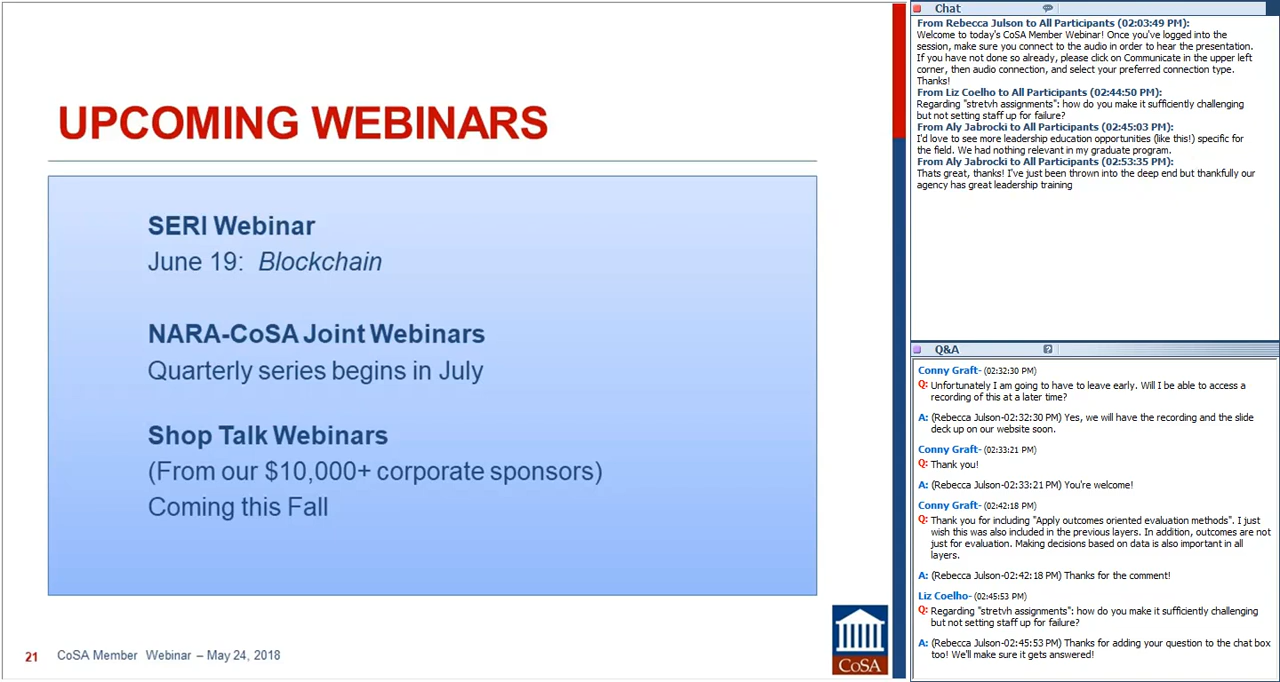 UPCOMING WEBINARS
SERI Webinar
June 19: Blockchain
NARA-CoSA Joint Webinars
Quarterly series begins in July
Shop Talk Webinars
(From our $10,000+ corporate sponsors)
Coming this Fall
21 CoSA Member Webinar – May 24, 2018
CoSA
Chat
From Rebecca Julson to All Participants (02:03:49 PM):
Welcome to today's CoSA Member Webinar! Once you've logged into the
session, make sure you connect to the audio in order to hear the presentation.
If you have not done so already, please click on Communicate in the upper left
corner, then audio connection, and select your preferred connection type.
Thanks!
From Liz Coelho to All Participants (02:44:50 PM):
Regarding "stretvh assignments": how do you make it sufficiently challenging
but not setting staff up for failure?
From Aly Jabrocki to All Participants (02:45:03 PM):
I'd love to see more leadership education opportunities (like this!) specific for
the field. We had nothing relevant in my graduate program.
From Aly Jabrocki to All Participants (02:53:35 PM):
Thats great, thanks! I've just been thrown into the deep end but thankfully our
agency has great leadership training
Q&A
Conny Graft- (02:32:30 PM)
Q: Unfortunately I am going to have to leave early. Will I be able to access a
recording of this at a later time?
A: (Rebecca Julson-02:32:30 PM) Yes, we will have the recording and the slide
deck up on our website soon.
Conny Graft- (02:33:21 PM)
Q: Thank you!
A: (Rebecca Julson-02:33:21 PM) You're welcome!
Conny Graft- (02:42:18 PM)
Q: Thank you for including "Apply outcomes oriented evaluation methods". I just
wish this was also included in the previous layers. In addition, outcomes are not
just for evaluation. Making decisions based on data is also important in all
layers.
A: (Rebecca Julson-02:42:18 PM) Thanks for the comment!
Liz Coelho- (02:45:53 PM)
Q: Regarding "stretvh assignments": how do you make it sufficiently challenging
but not setting staff up for failure?
A: (Rebecca Julson-02:45:53 PM) Thanks for adding your question to the chat box
too! We'll make sure it gets answered!